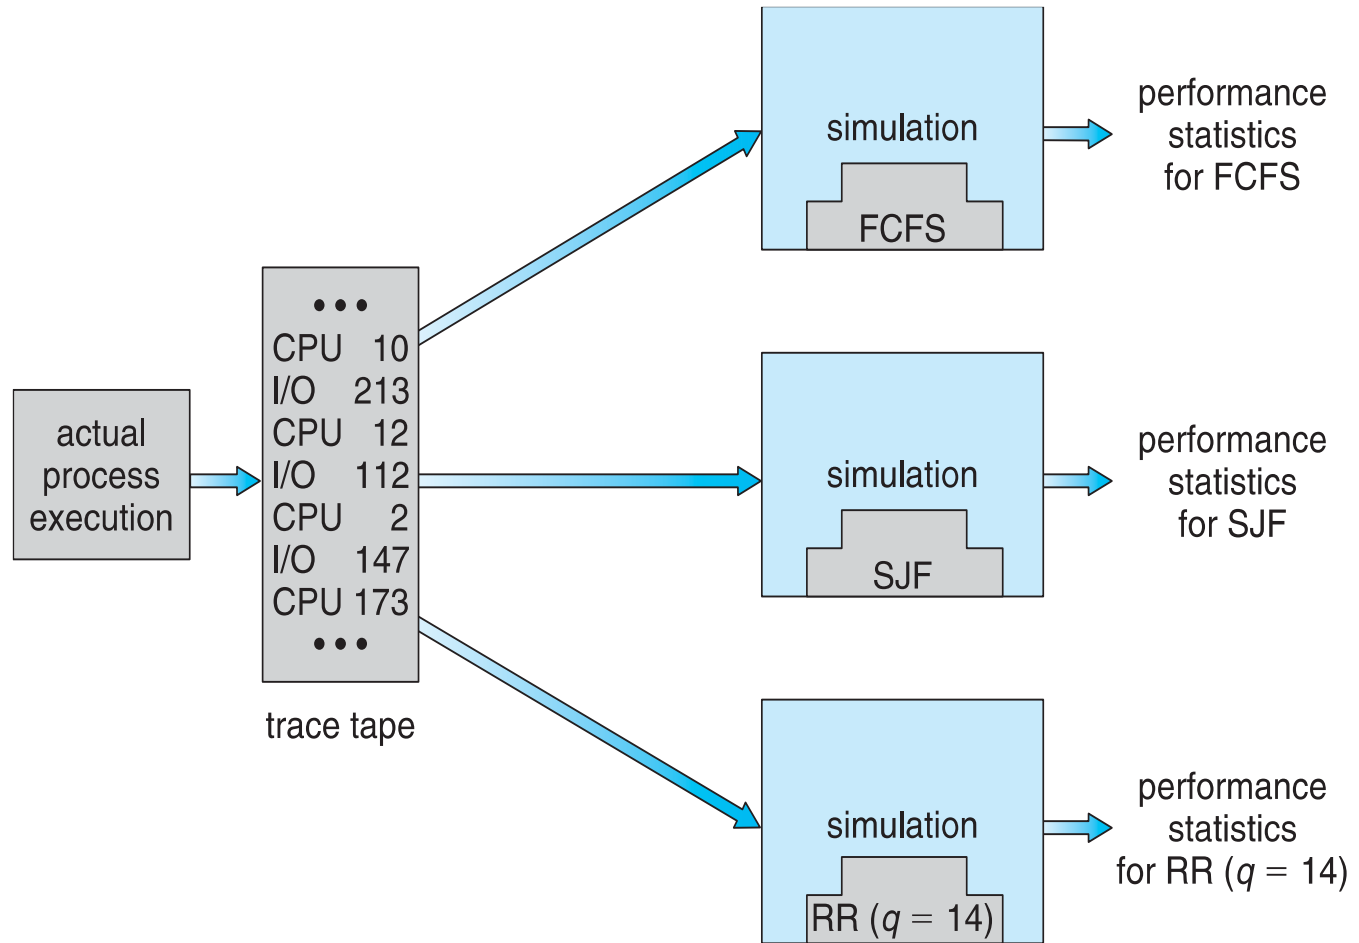 actual
process
execution
• • •
CPU 10
I/O 213
CPU 12
I/O 112
CPU 2
I/O 147
CPU 173
• • •
trace tape
simulation
FCFS
performance
statistics
for FCFS
simulation
SJF
performance
statistics
for SJF
simulation
RR (q = 14)
performance
statistics
for RR (q = 14)